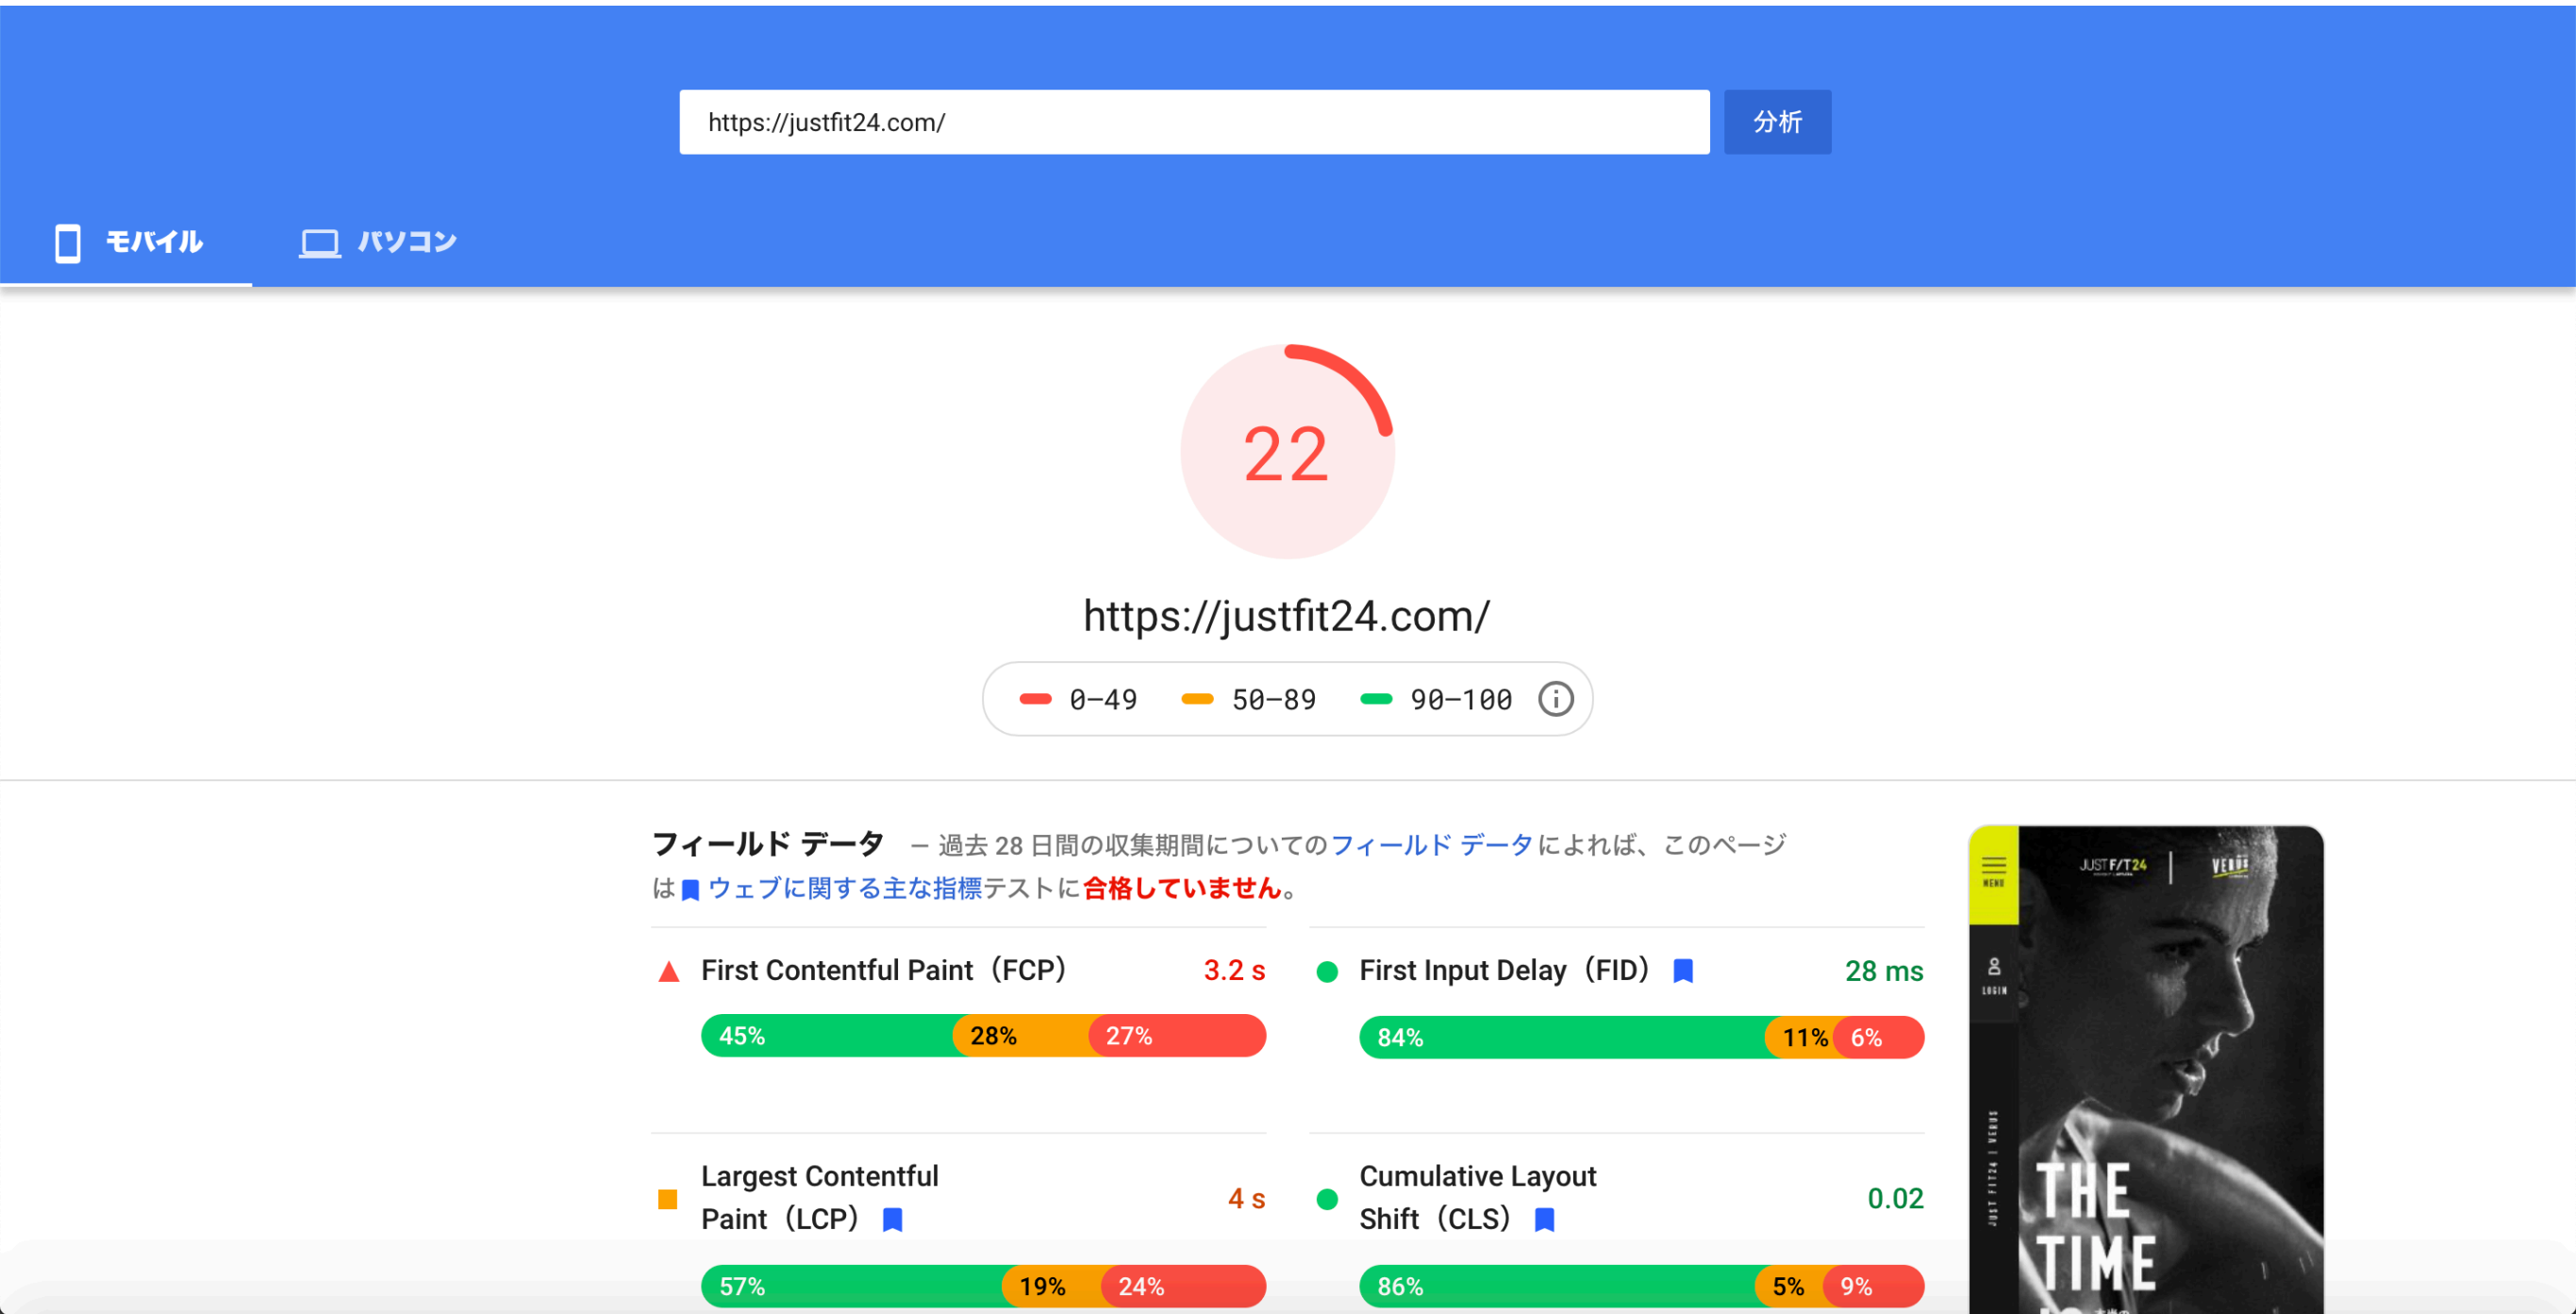 https://justfit24.com/
分析
モバイル
パソコン
22
https://justfit24.com/
0–49
50–89
90–100
フィールド データ — 過去 28 日間の収集期間についてのフィールド データによれば、このページ
は ウェブに関する主な指標テストに合格していません。
First Contentful Paint（FCP）
3.2 s
45%
28%
27%
First Input Delay（FID）
28 ms
84%
11%
6%
Largest Contentful
Paint（LCP）
4 s
57%
19%
24%
Cumulative Layout
Shift（CLS）
0.02
86%
5%
9%
MENU
JUST FIT24
VERUS
LOGIN
JUST FIT24 | VERUS
THE
TIME